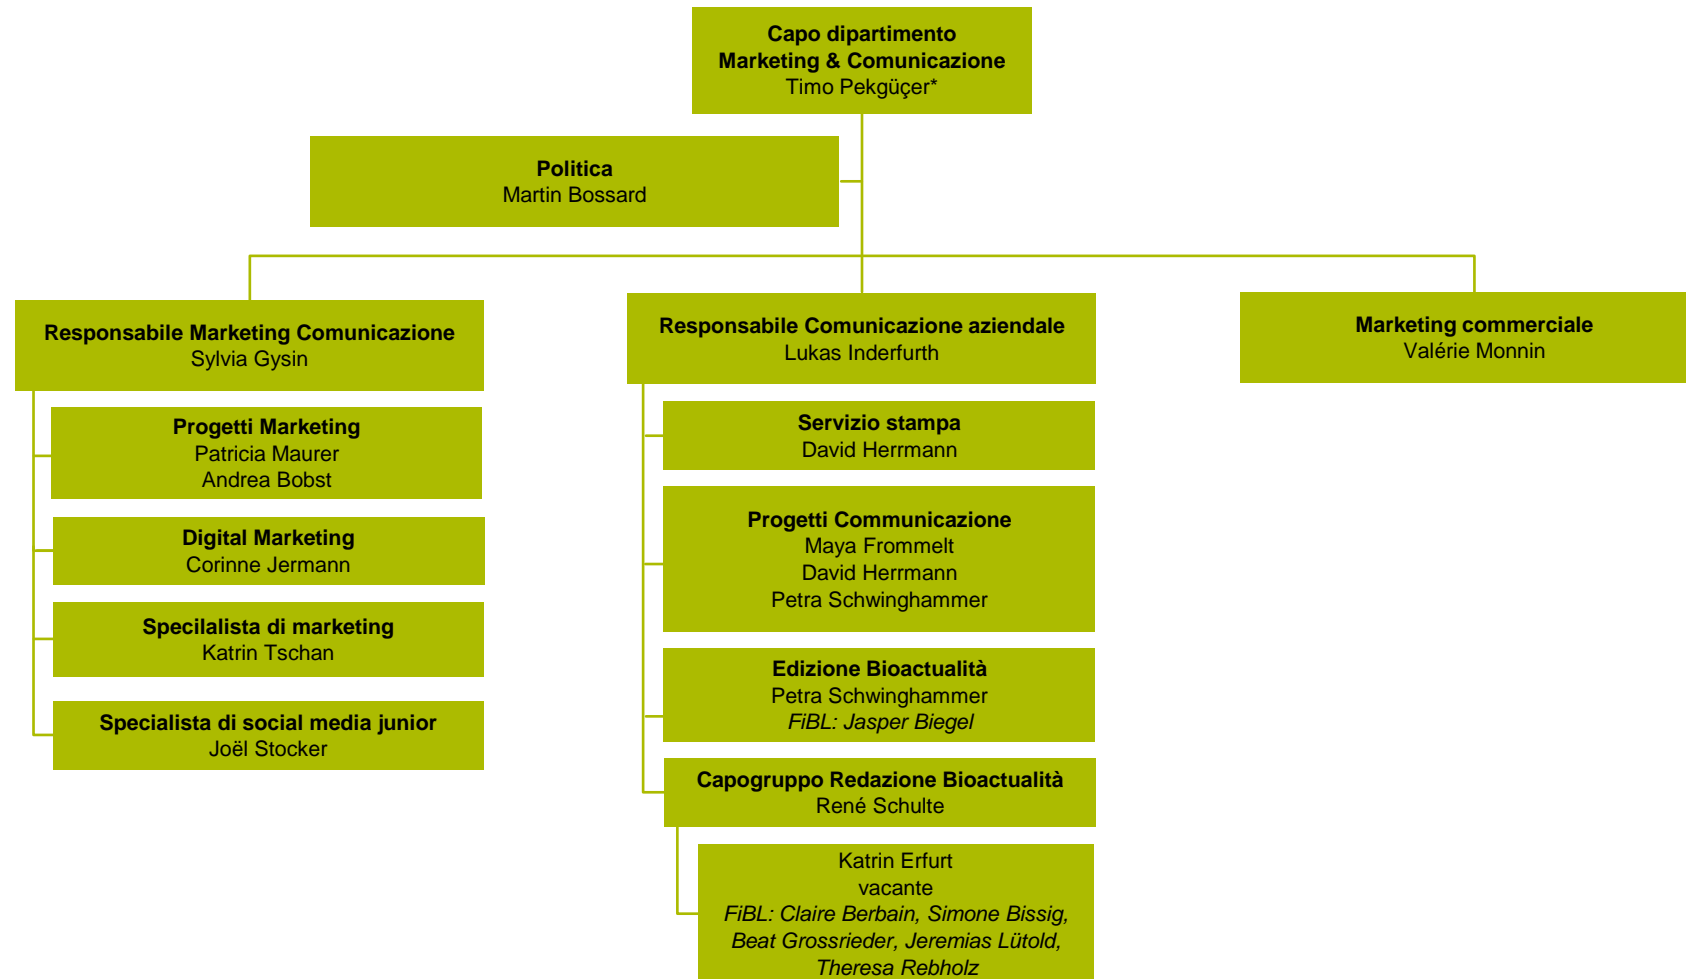 Capo dipartimento
Marketing & Comunicazione
Timo Pekgüçer*
Politica
Martin Bossard
Responsabile Marketing Comunicazione
Sylvia Gysin
Progetti Marketing
Patricia Maurer
Andrea Bobst
Digital Marketing
Corinne Jermann
Specilalista di marketing
Katrin Tschan
Specialista di social media junior
Joël Stocker
Responsabile Comunicazione aziendale
Lukas Inderfurth
Servizio stampa
David Herrmann
Progetti Communicazione
Maya Frommelt
David Herrmann
Petra Schwinghammer
Edizione Bioactualità
Petra Schwinghammer
FiBL: Jasper Biegel
Capogruppo Redazione Bioactualità
René Schulte
Katrin Erfurt
vacante
FiBL: Claire Berbain, Simone Bissig,
Beat Grossrieder, Jeremias Lütold,
Theresa Rebholz
Marketing commerciale
Valérie Monnin